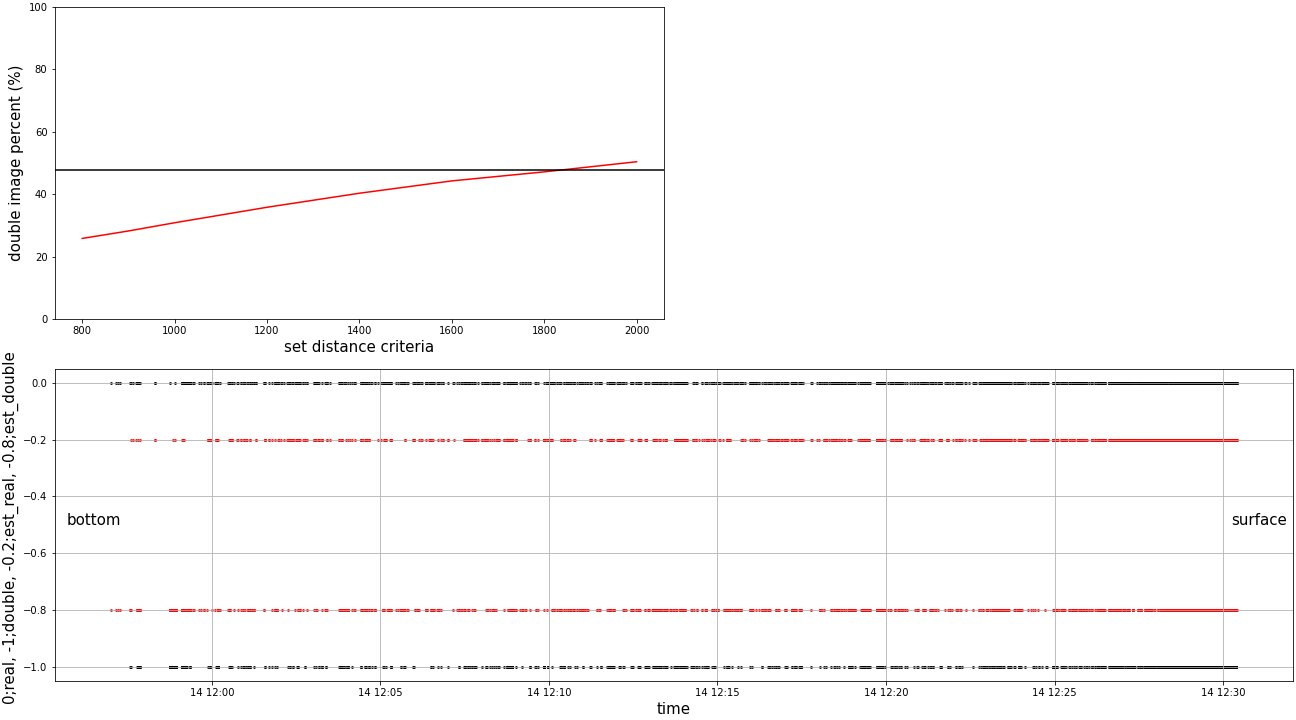 100
80
60
40
20
0
double image percent (%)
800 1000 1200 1400 1600 1800 2000
set distance criteria
0;real, -1;double, -0.2;est_real, -0.8;est_double
0.0
−0.2
−0.4
bottom surface
−0.6
−0.8
−1.0
14 12:00 14 12:05 14 12:10 14 12:15 14 12:20 14 12:25 14 12:30
time